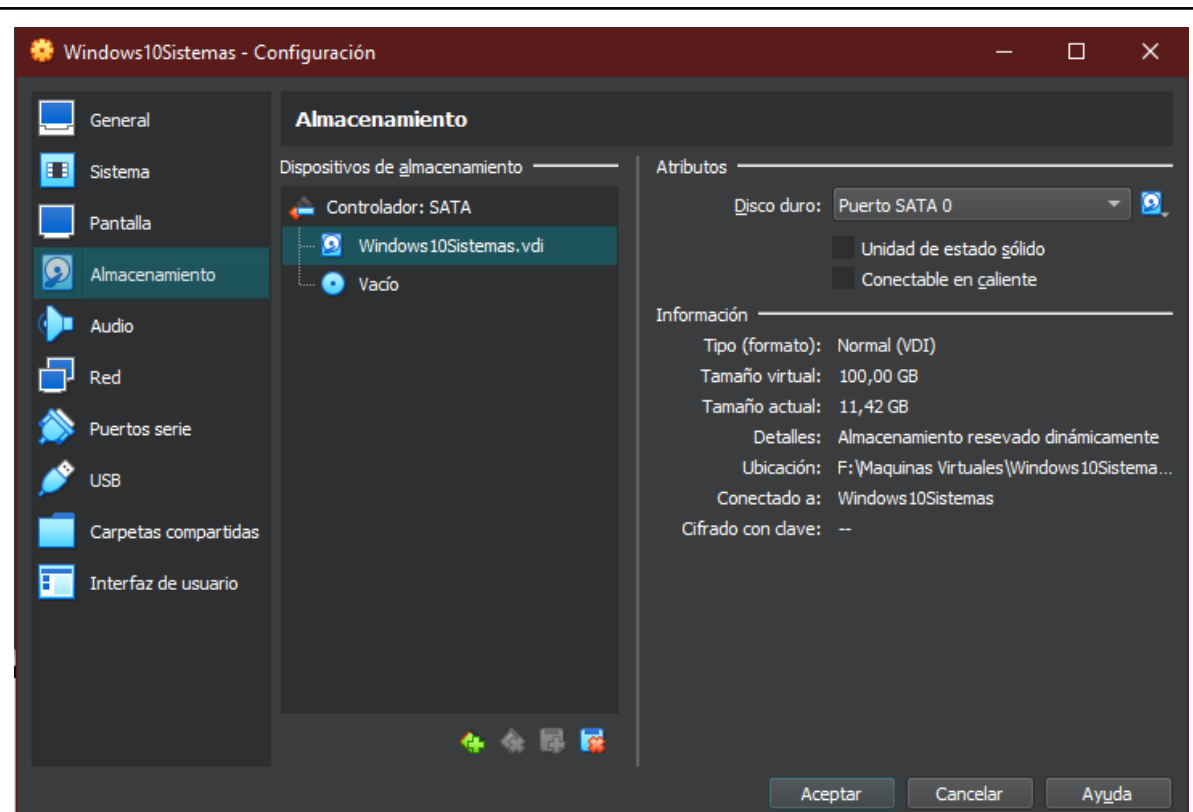 Windows10Sistemas - Configuración
General
Sistema
Pantalla
Almacenamiento
Audio
Red
Puertos serie
USB
Carpetas compartidas
Interfaz de usuario
Almacenamiento
Dispositivos de almacenamiento
Controlador: SATA
Windows10Sistemas.vdi
Vacío
Atributos
Disco duro: Puerto SATA 0
Unidad de estado sólido
Conectable en caliente
Información
Tipo (formato): Normal (VDI)
Tamaño virtual: 100,00 GB
Tamaño actual: 11,42 GB
Detalles: Almacenamiento resevado dinámicamente
Ubicación: F:\Maquinas Virtuales\Windows10Sistema...
Conectado a: Windows10Sistemas
Cifrado con clave: --
Aceptar Cancelar Ayuda